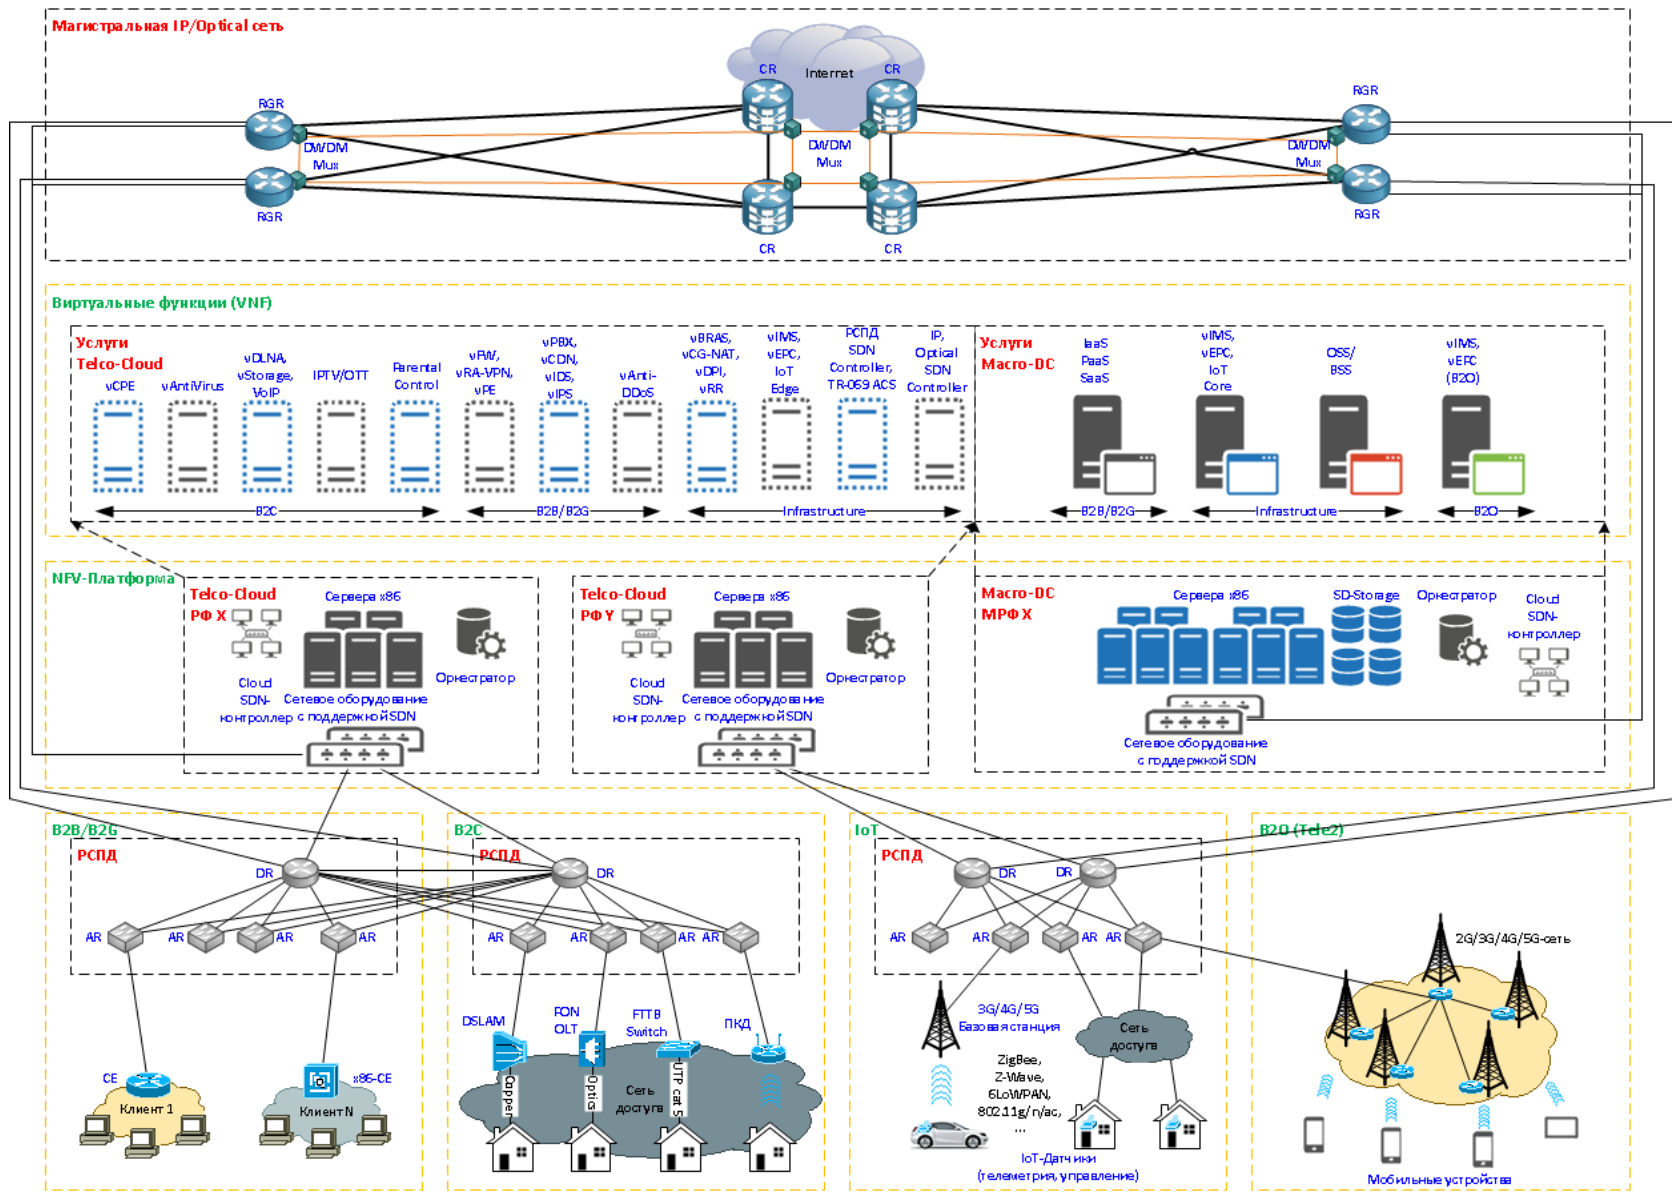 Магистральная IP/Optical сеть
Internet
CR
CR
RGR
RGR
DWDM
Mux
DWDM
Mux
DWDM
Mux
RGR
RGR
CR
CR
Виртуальные функции (VNF)
Услуги
Telco-Cloud
vCPE
vAntiVirus
vDLNA,
vStorage,
VoIP
IPTV/OTT
Parental
Control
vFW,
vRA-VPN,
vPE
vPBX,
vCDN,
vIDS,
vIPS
vAnti-
DDoS
vBRAS,
vCG-NAT,
vDPI,
vRR
vIMS,
vEPC,
IoT
Edge
РСПД
SDN
Controller,
TR-069 ACS
IP,
Optical
SDN
Controller
B2C
B2B/B2G
Infrastructure
Услуги
Macro-DC
IaaS
PaaS
SaaS
vIMS,
vEPC,
IoT
Core
OSS/
BSS
vIMS,
vEPC
(B2O)
B2B/B2G
Infrastructure
B2O
NFV-Платформа
Telco-Cloud
РФ X
Сервера x86
Cloud
SDN-
контроллер
Сетевое оборудование
с поддержкой SDN
Оркестратор
Telco-Cloud
РФ Y
Сервера x86
Cloud
SDN-
контроллер
Сетевое оборудование
с поддержкой SDN
Оркестратор
Macro-DC
МРФ X
Сервера x86
SD-Storage
Оркестратор
Cloud
SDN-
контроллер
Сетевое оборудование
с поддержкой SDN
B2B/B2G
РСПД
DR
AR
AR
AR
AR
CE
Клиент 1
x86-CE
Клиент N
B2C
РСПД
DR
AR
AR
AR
AR
DSLAM
PON
OLT
FTTB
Switch
ПКД
Copper
Optics
UTP cat 5
Сеть
доступа
IoT
РСПД
DR
DR
AR
AR
AR
AR
3G/4G/5G
Базовая станция
Сеть
доступа
ZigBee,
Z-Wave,
6LoWPAN,
802.11g/n/ac,
...
IoT-Датчики
(телеметрия, управление)
B2O (Tele2)
2G/3G/4G/5G-сеть
Мобильные устройства